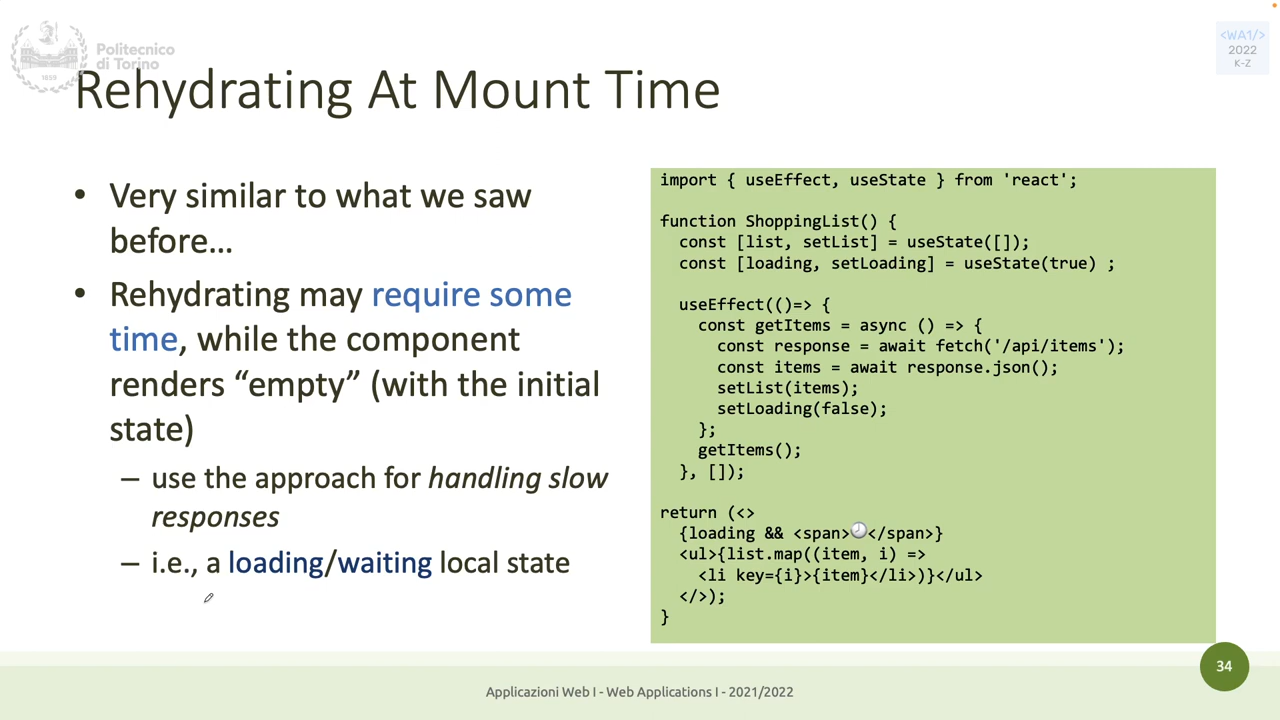 Politecnico
di Torino
1859
<WA1/>
2022
K-Z
Rehydrating At Mount Time
• Very similar to what we saw
before…
• Rehydrating may require some
time, while the component
renders “empty” (with the initial
state)
– use the approach for handling slow
responses
– i.e., a loading/waiting local state
import { useEffect, useState } from 'react';
function ShoppingList() {
const [list, setList] = useState([]);
const [loading, setLoading] = useState(true) ;
useEffect(()=> {
const getItems = async () => {
const response = await fetch('/api/items');
const items = await response.json();
setList(items);
setLoading(false);
};
getItems();
}, []);
return (<>
{loading && <span>🕗</span>}
<ul>{list.map((item, i) =>
<li key={i}>{item}</li>)}</ul>
</>);
}
34
Applicazioni Web I - Web Applications I - 2021/2022